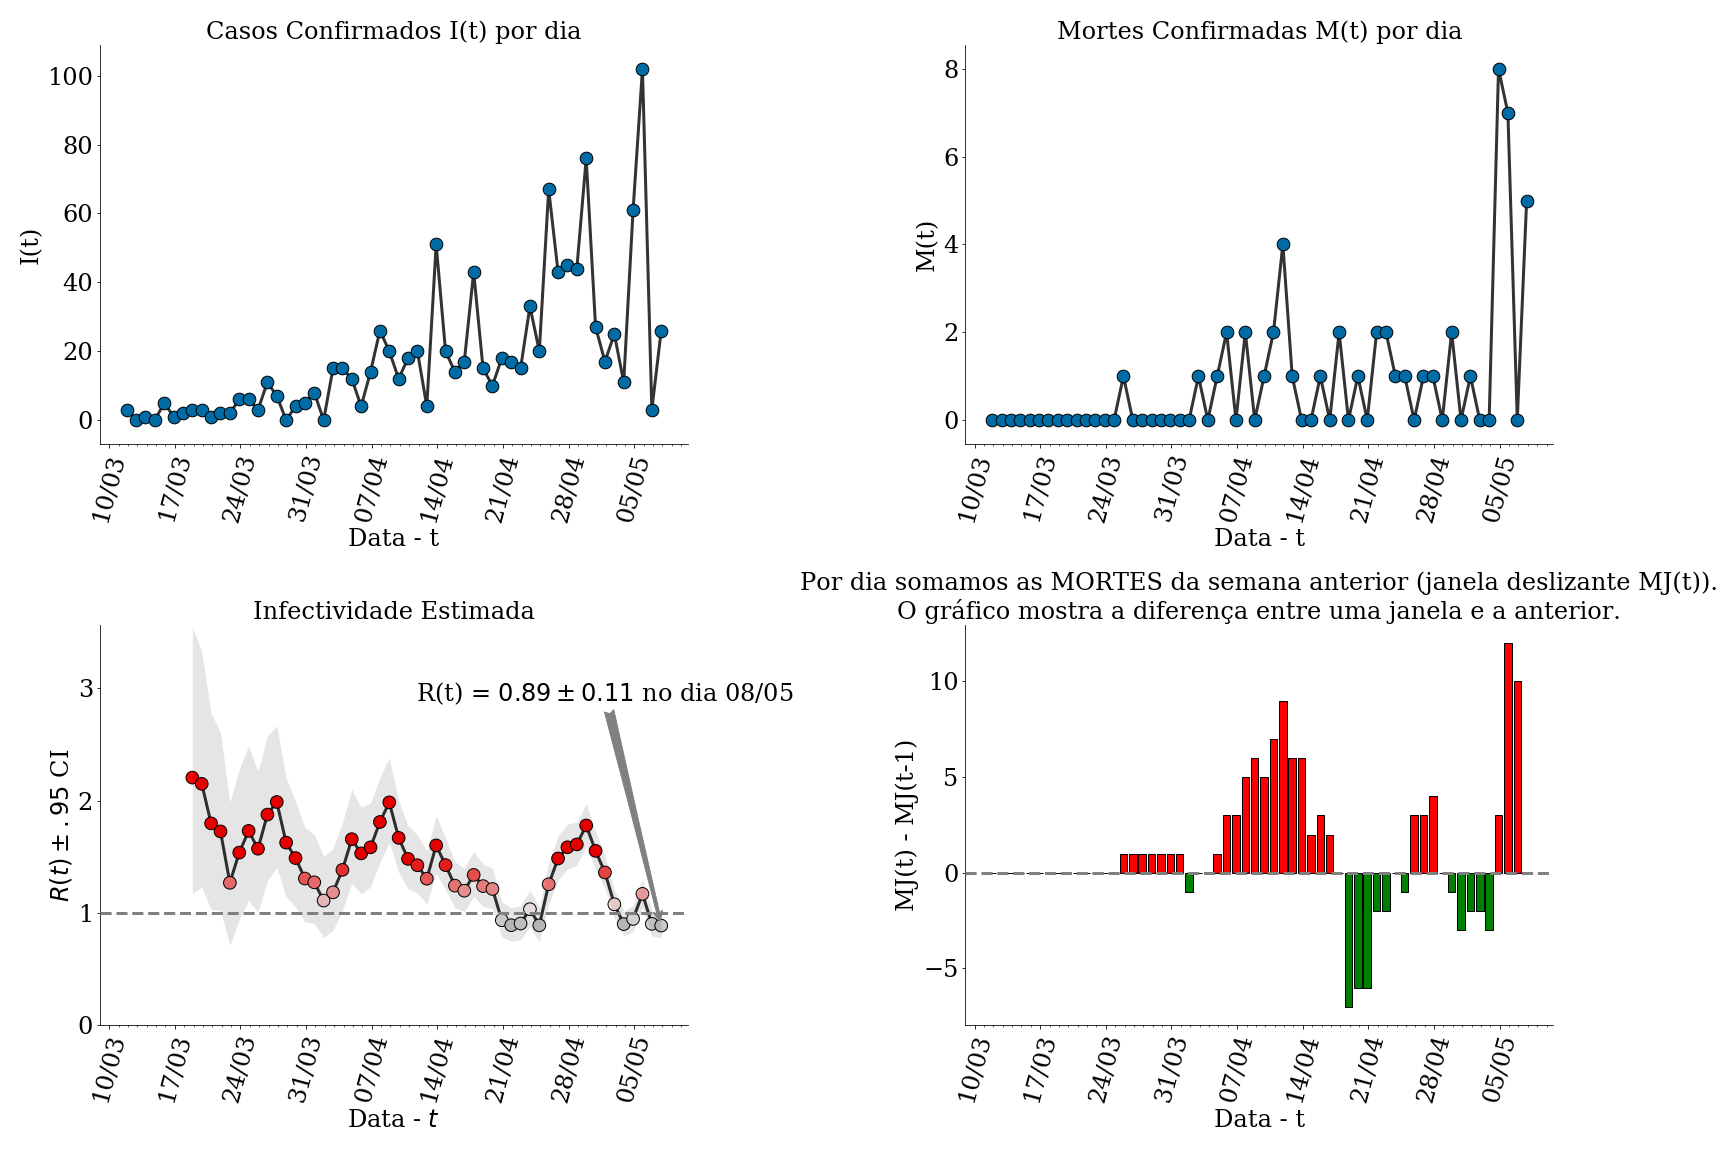 Casos Confirmados I(t) por dia
I(t)
100
80
60
40
20
0
10/03 17/03 24/03 31/03 07/04 14/04 21/04 28/04 05/05
Data - t
Mortes Confirmadas M(t) por dia
M(t)
8
6
4
2
0
10/03 17/03 24/03 31/03 07/04 14/04 21/04 28/04 05/05
Data - t
Infectividade Estimada
R(t) = 0.89 ± 0.11 no dia 08/05
R(t) ± .95 CI
3
2
1
0
10/03 17/03 24/03 31/03 07/04 14/04 21/04 28/04 05/05
Data - t
Por dia somamos as MORTES da semana anterior (janela deslizante MJ(t)).
O gráfico mostra a diferença entre uma janela e a anterior.
MJ(t) - MJ(t-1)
10
5
0
−5
10/03 17/03 24/03 31/03 07/04 14/04 21/04 28/04 05/05
Data - t